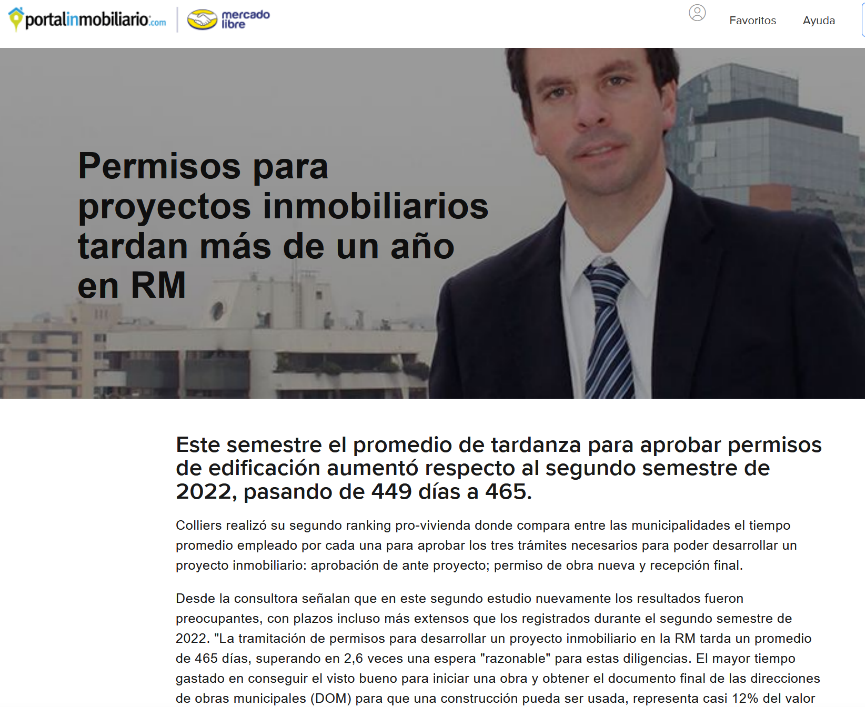 portalinmobiliario.com
mercado
libre
Favoritos
Ayuda
Permisos para
proyectos inmobiliarios
tardan más de un año
en RM
Este semestre el promedio de tardanza para aprobar permisos
de edificación aumentó respecto al segundo semestre de
2022, pasando de 449 días a 465.
Colliers realizó su segundo ranking pro-vivienda donde compara entre las municipalidades el tiempo
promedio empleado por cada una para aprobar los tres trámites necesarios para poder desarrollar un
proyecto inmobiliario: aprobación de ante proyecto; permiso de obra nueva y recepción final.
Desde la consultora señalan que en este segundo estudio nuevamente los resultados fueron
preocupantes, con plazos incluso más extensos que los registrados durante el segundo semestre de
2022. "La tramitación de permisos para desarrollar un proyecto inmobiliario en la RM tarda un promedio
de 465 días, superando en 2,6 veces una espera "razonable" para estas diligencias. El mayor tiempo
gastado en conseguir el visto bueno para iniciar una obra y obtener el documento final de las direcciones
de obras municipales (DOM) para que una construcción pueda ser usada, representa casi 12% del valor